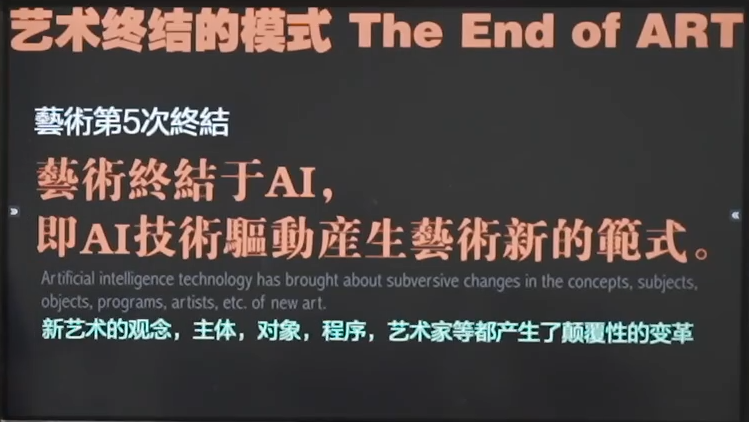 艺术终结的模式 The End of ART
藝術第5次終結
藝術終結于AI，
即AI技術驅動産生藝術新的範式。
Artificial intelligence technology has brought about subversive changes in the concepts, subjects,
objects, programs, artists, etc. of new art.
新艺术的观念，主体，对象，程序，艺术家等都产生了颠覆性的变革